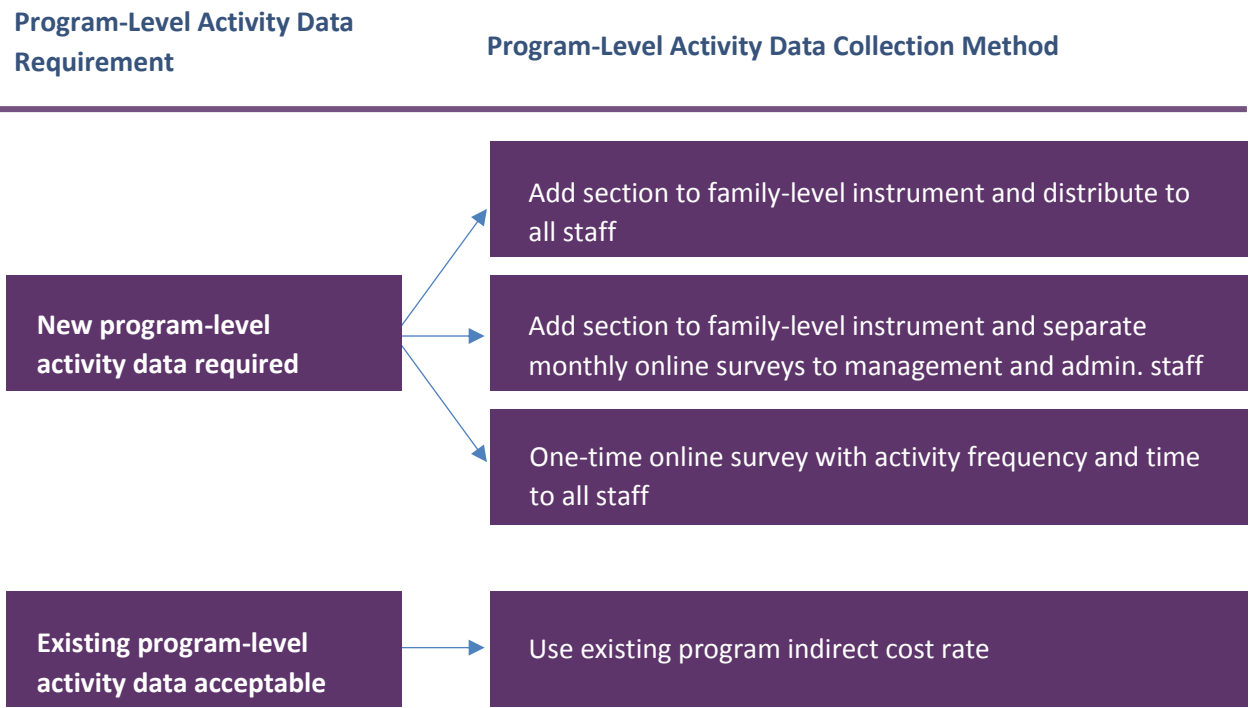 Program-Level Activity Data
Requirement
Program-Level Activity Data Collection Method
New program-level
activity data required
Add section to family-level instrument and distribute to
all staff
Add section to family-level instrument and separate
monthly online surveys to management and admin. staff
One-time online survey with activity frequency and time
to all staff
Existing program-level
activity data acceptable
Use existing program indirect cost rate